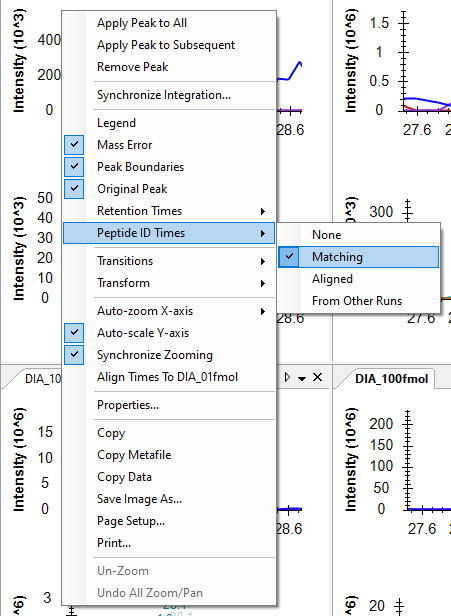 Intensity (10^3)
600
400
200
0
28.6
Intensity (10^6)
1.5
1
0.5
0
27.6
2
Apply Peak to All
Apply Peak to Subsequent
Remove Peak
Synchronize Integration...
Legend
Mass Error
Peak Boundaries
Original Peak
Retention Times
Peptide ID Times
Transitions
Transform
Auto-zoom X-axis
Auto-scale Y-axis
Synchronize Zooming
Align Times To DIA_01fmol
Properties...
Copy
Copy Metafile
Copy Data
Save Image As...
Page Setup...
Print...
Un-Zoom
Undo All Zoom/Pan
None
Matching
Aligned
From Other Runs
Intensity (10^3)
50
40
30
20
10
0
^3)
300
DIA_10
DIA_100fmol
Intensity (10^6)
15
10
5
0
28.6
Intensity (10^6)
200
150
100
50
0
27.6
2
^6)
3
28.1
^6)
20